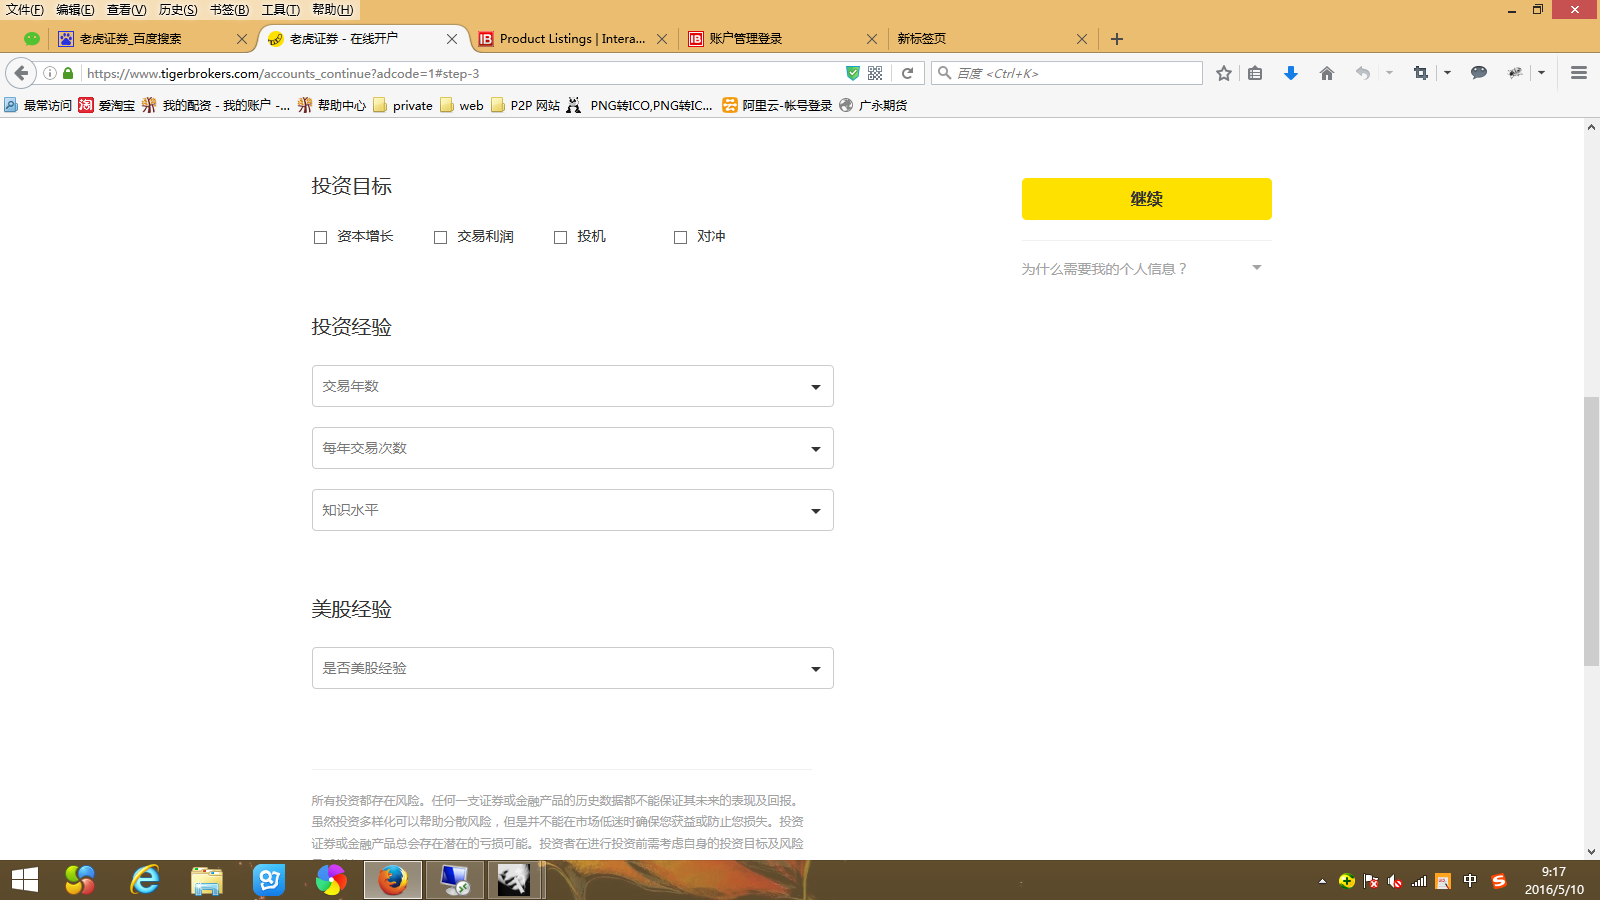 文件(F) 编辑(E) 查看(V) 历史(S) 书签(B) 工具(T) 帮助(H)
老虎证券_百度搜索 老虎证券 - 在线开户 Product Listings | Intera... 账户管理登录 新标签页
https://www.tigerbrokers.com/accounts_continue?adcode=1#step-3 百度 <Ctrl+K>
最常访问 爱淘宝 我的配资 - 我的账户 -... 帮助中心 private web P2P 网站 PNG转ICO,PNG转IC... 阿里云-帐号登录 广永期货
投资目标
继续
资本增长 交易利润 投机 对冲
为什么需要我的个人信息？
投资经验
交易年数
每年交易次数
知识水平
美股经验
是否美股经验
所有投资都存在风险。任何一支证券或金融产品的历史数据都不能保证其未来的表现及回报。
虽然投资多样化可以帮助分散风险，但是并不能在市场低迷时确保您获益或防止您损失。投资
证券或金融产品总会存在潜在的亏损可能。投资者在进行投资前需考虑自身的投资目标及风险
中
9:17
2016/5/10